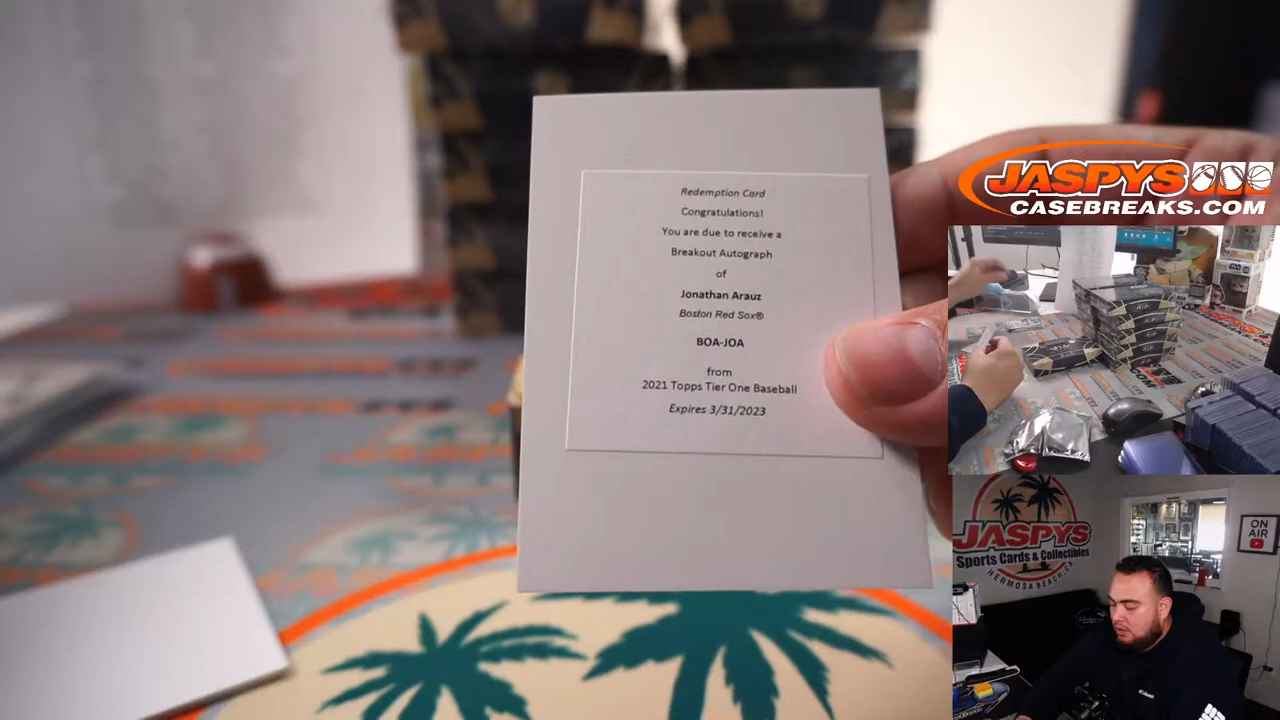 Redemption Card
Congratulations!
You are due to receive a
Breakout Autograph
of
Jonathan Arauz
Boston Red Sox®
BOA-JOA
from
2021 Topps Tier One Baseball
Expires 3/31/2023
JASPYS
CASEBREAKS.COM
JASPYS
Sports Cards & Collectibles
HERMOSA BEACH, CA
ON
AIR